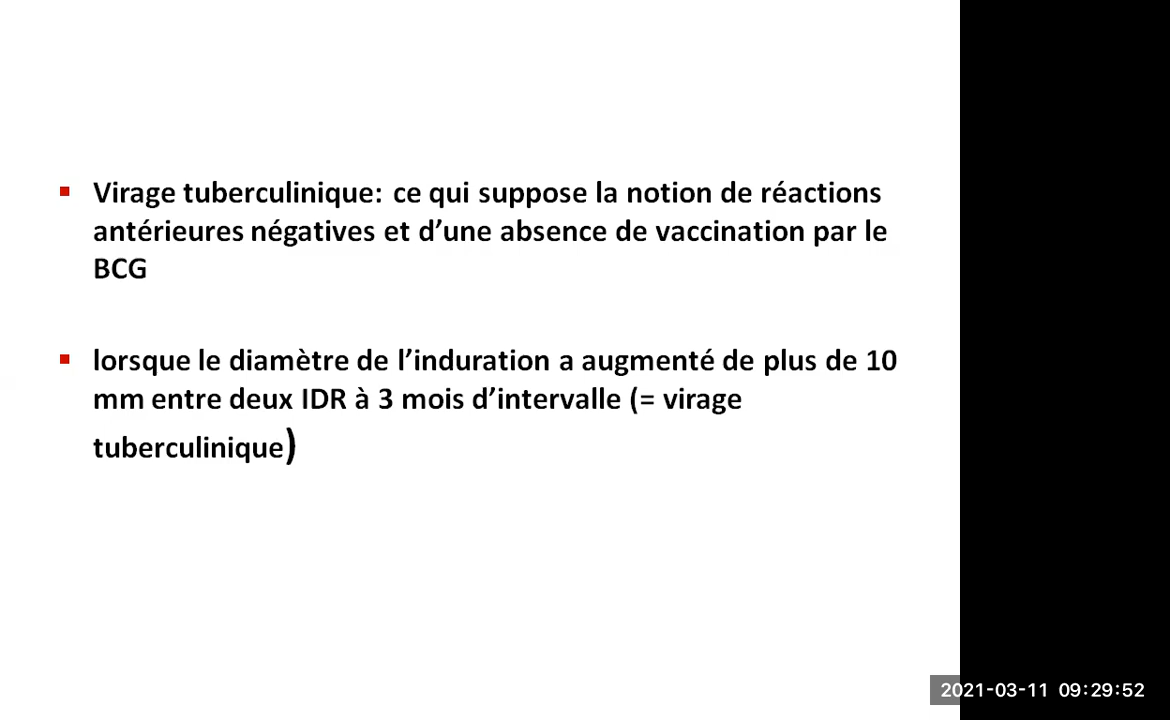 Virage tuberculinique: ce qui suppose la notion de réactions
antérieures négatives et d’une absence de vaccination par le
BCG
lorsque le diamètre de l’induration a augmenté de plus de 10
mm entre deux IDR à 3 mois d’intervalle (= virage
tuberculinique)
2021-03-11 09:29:52